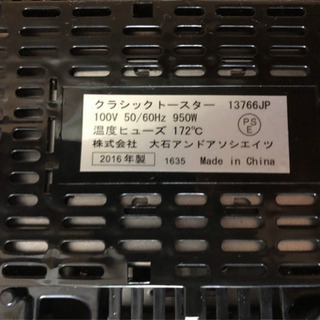 クラシックトースター 13766JP
100V 50/60Hz 950W
温度ヒューズ 172℃
株式会社 大石アンドアソシエイツ
2016年製 1635 Made in China
PS
E